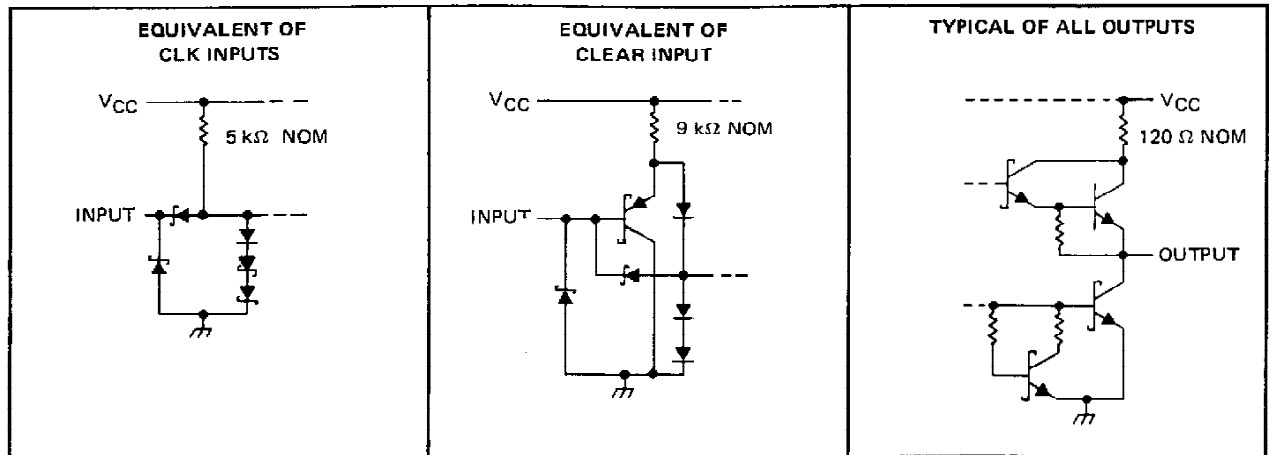 EQUIVALENT OF
CLK INPUTS
VCC
5 kΩ NOM
INPUT
EQUIVALENT OF
CLEAR INPUT
VCC
9 kΩ NOM
INPUT
TYPICAL OF ALL OUTPUTS
VCC
120 Ω NOM
OUTPUT